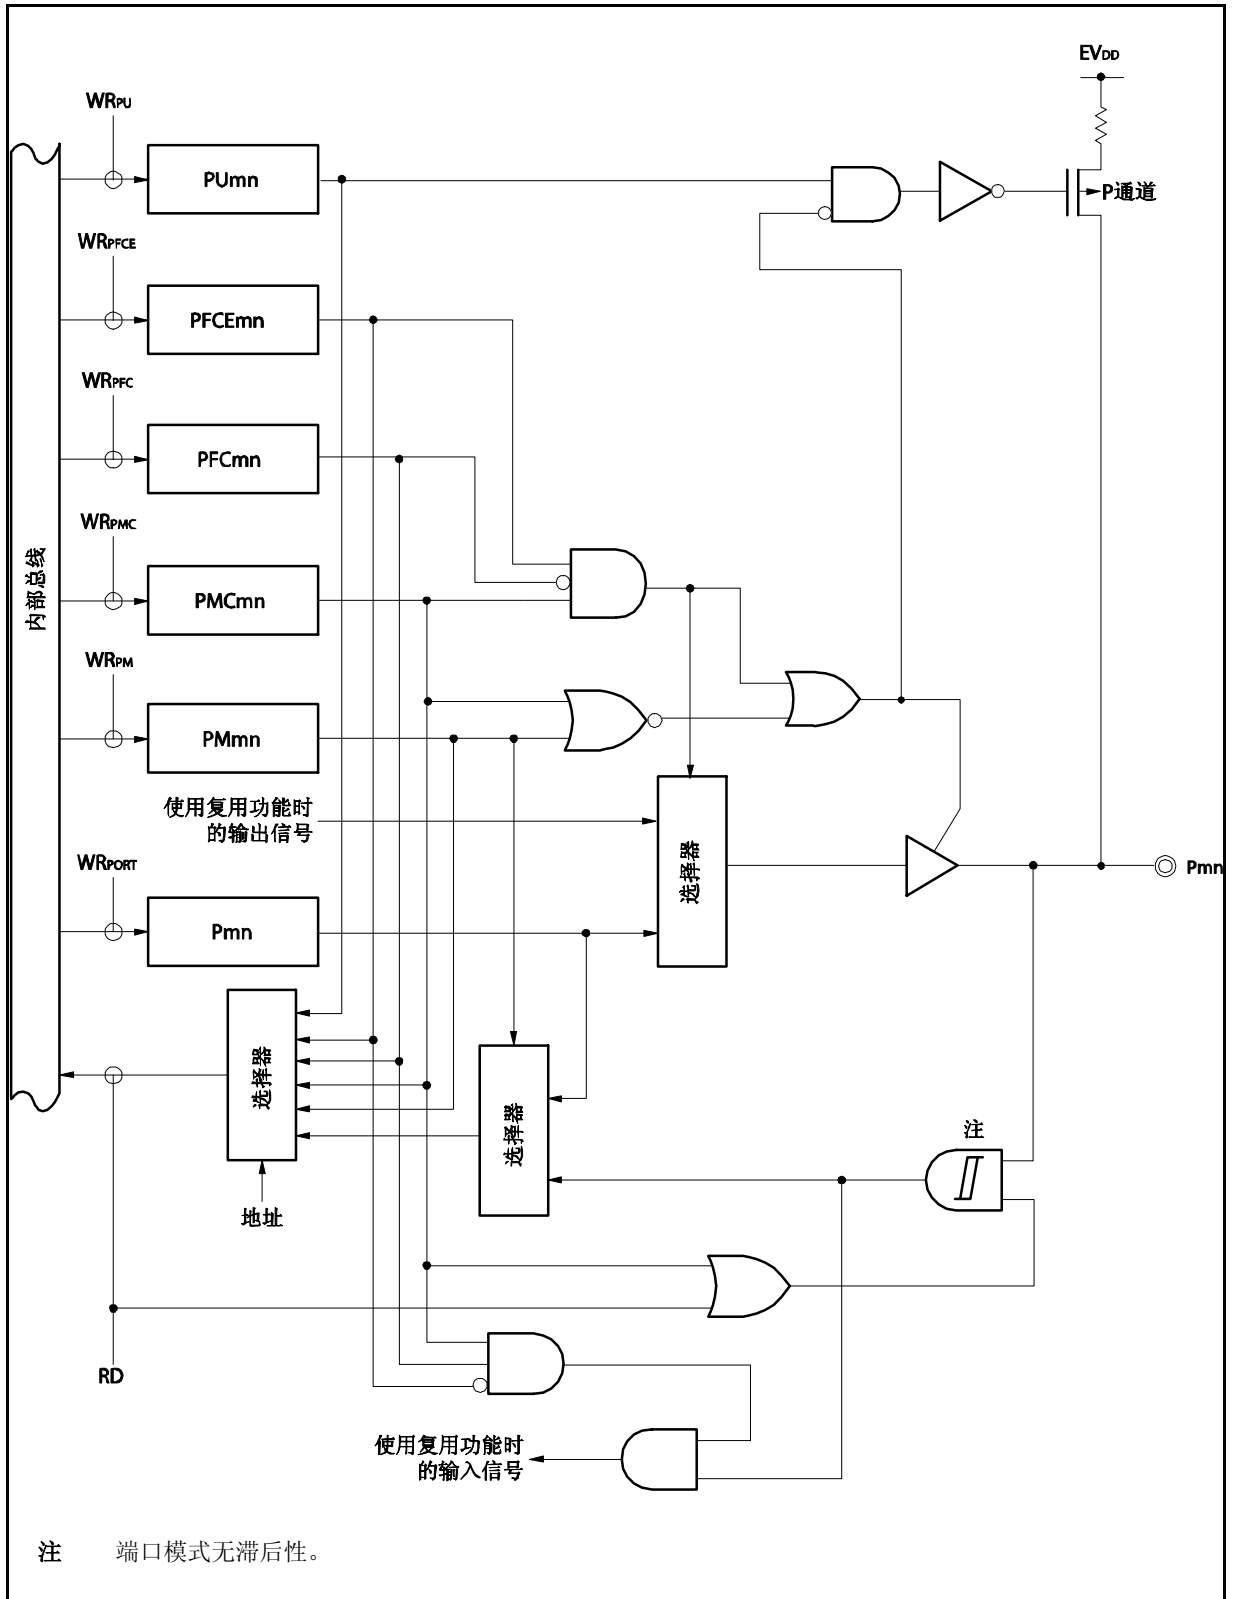 EVDD
WRPU
PUmn
P通道
WRPFCE
PFCEmn
WRPFC
PFCmn
WRPMC
PMCmn
内部总线
WRPM
PMmn
使用复用功能时
的输出信号
选择器
WRPORT
Pmn
Pmn
选择器
选择器
注
地址
RD
使用复用功能时
的输入信号
注 端口模式无滞后性。